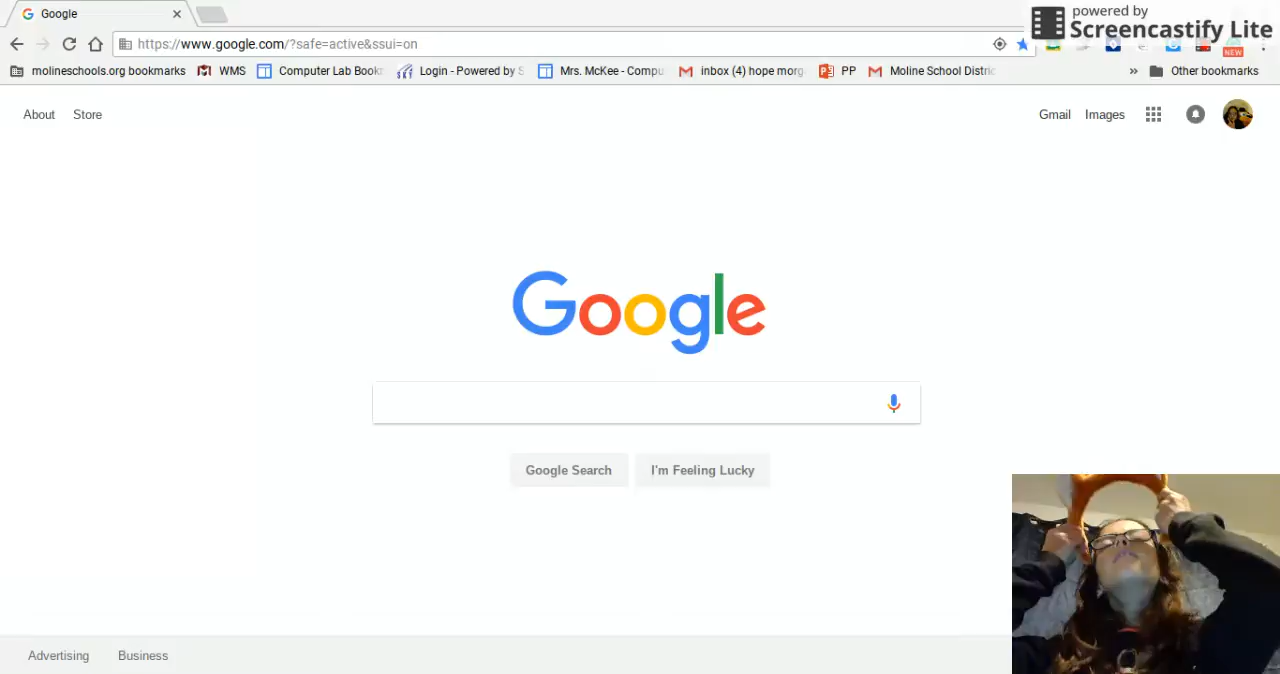 Google
powered by
Screencastify Lite
https://www.google.com/?safe=active&ssui=on
NEW
molineschools.org bookmarks WMS Computer Lab Book Login - Powered by S Mrs. McKee - Compu inbox (4) hope morg PP Moline School Distric » Other bookmarks
About Store Gmail Images
Google
Google Search I'm Feeling Lucky
Advertising Business